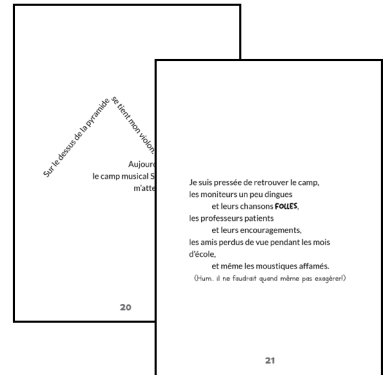 Sur le dessus de la pyramide
se tient mon violon
le camp musical
20
Je suis pressée de retrouver le camp,
les moniteurs un peu dingues
et leurs chansons FOLLES,
les professeurs patients
et leurs encouragements,
les amis perdus de vue pendant les mois
d'école,
et même les moustiques affamés.
(Hum, il ne faudrait quand même pas exagérer!)
21